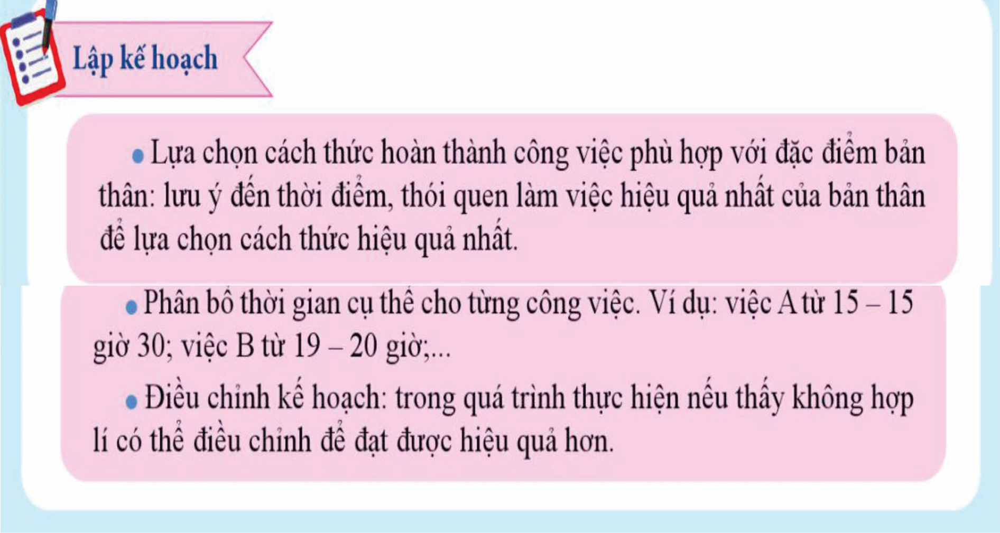 Lập kế hoạch
• Lựa chọn cách thức hoàn thành công việc phù hợp với đặc điểm bản
thân: lưu ý đến thời điểm, thói quen làm việc hiệu quả nhất của bản thân
để lựa chọn cách thức hiệu quả nhất.
• Phân bổ thời gian cụ thể cho từng công việc. Ví dụ: việc A từ 15 – 15
giờ 30; việc B từ 19 – 20 giờ;...
• Điều chỉnh kế hoạch: trong quá trình thực hiện nếu thấy không hợp
lí có thể điều chỉnh để đạt được hiệu quả hơn.